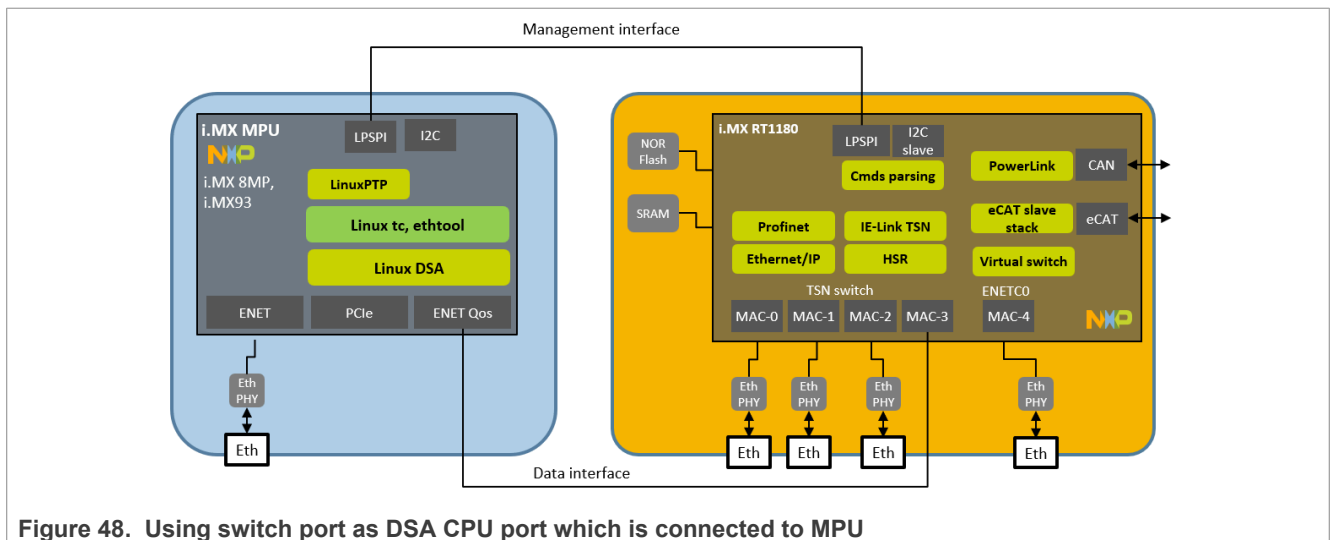 Management interface
i.MX MPU
NXP
i.MX 8MP,
i.MX93
LPSPI
I2C
LinuxPTP
Linux tc, ethtool
Linux DSA
ENET
PCIe
ENET Qos
Eth
PHY
Eth
NOR
Flash
SRAM
i.MX RT1180
LPSPI
I2C
slave
Cmds parsing
PowerLink
CAN
Profinet
IE-Link TSN
eCAT slave
stack
eCAT
Ethernet/IP
HSR
Virtual switch
TSN switch
ENETC0
MAC-0
MAC-1
MAC-2
MAC-3
MAC-4
NXP
Eth
PHY
Eth
PHY
Eth
PHY
Eth
PHY
Eth
Eth
Eth
Eth
Data interface
Figure 48. Using switch port as DSA CPU port which is connected to MPU